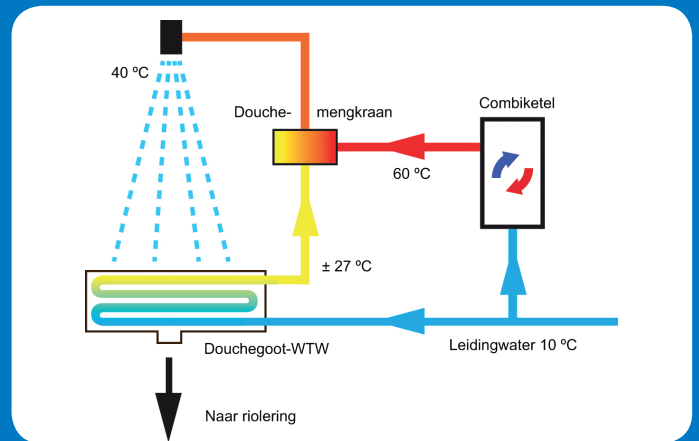 40 ºC
Douche- mengkraan
Combiketel
60 ºC
± 27 ºC
Douchegoot-WTW
Leidingwater 10 ºC
Naar riolering